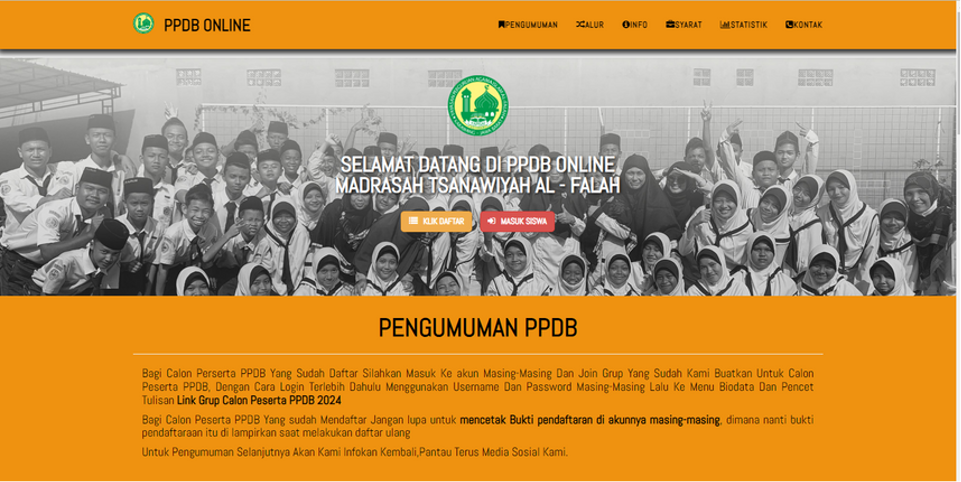 PPDB ONLINE
PENGUMUMAN ALUR INFO SYARAT STATISTIK KONTAK
SELAMAT DATANG DI PPDB ONLINE
MADRASAH TSANAWIYAH AL - FALAH
KLIK DAFTAR MASUK SISWA
PENGUMUMAN PPDB
Bagi Calon Perserta PPDB Yang Sudah Daftar Silahkan Masuk Ke akun Masing-Masing Dan Join Grup Yang Sudah Kami Buatkan Untuk Calon
Peserta PPDB, Dengan Cara Login Terlebih Dahulu Menggunakan Username Dan Password Masing-Masing Lalu Ke Menu Biodata Dan Pencet
Tulisan Link Grup Calon Peserta PPDB 2024
Bagi Calon Peserta PPDB Yang sudah Mendaftar Jangan lupa untuk mencetak Bukti pendaftaran di akunnya masing-masing, dimana nanti bukti
pendaftaraan itu di lampirkan saat melakukan daftar ulang
Untuk Pengumuman Selanjutnya Akan Kami Infokan Kembali,Pantau Terus Media Sosial Kami.